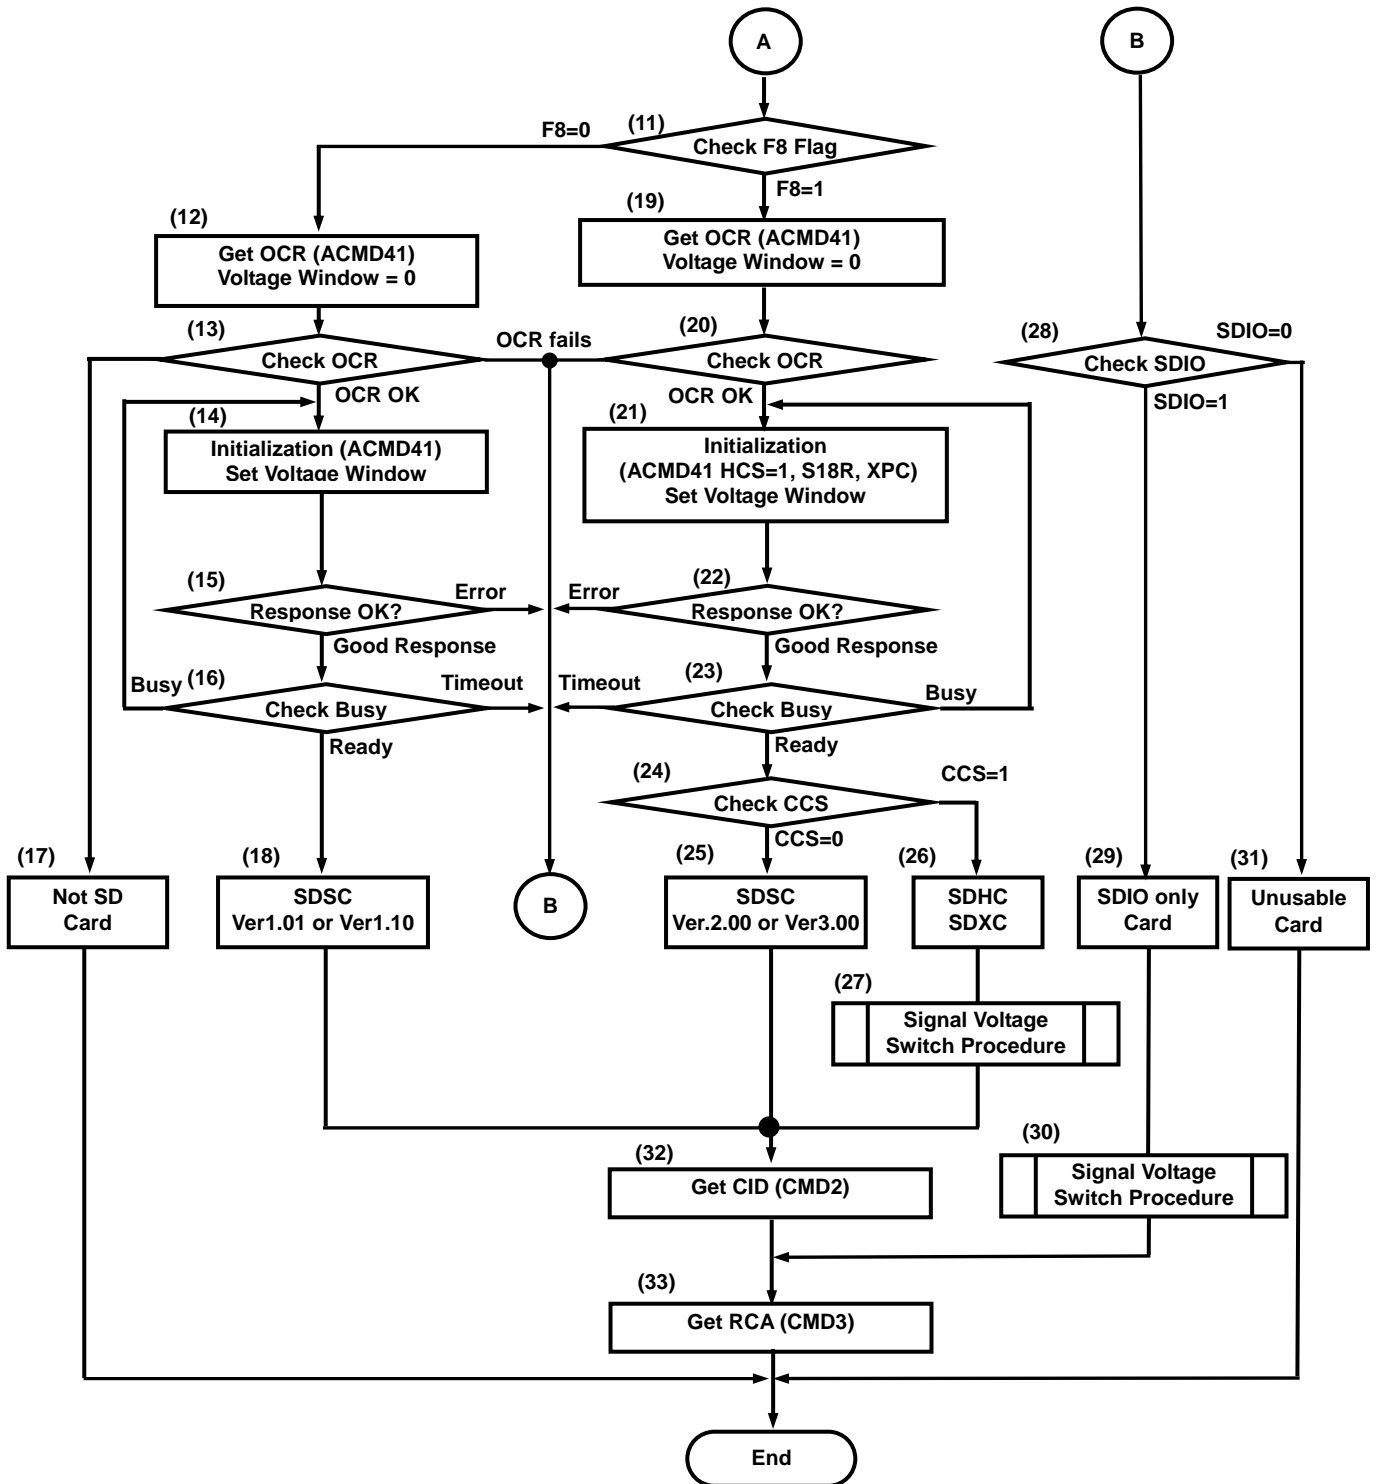 A
B
F8=0
(11)
Check F8 Flag
F8=1
(12)
(19)
Get OCR (ACMD41)
Voltage Window = 0
Get OCR (ACMD41)
Voltage Window = 0
(13)
OCR fails
(20)
(28)
SDIO=0
Check OCR
Check OCR
Check SDIO
OCR OK
OCR OK
SDIO=1
(14)
(21)
Initialization (ACMD41)
Set Voltage Window
Initialization
(ACMD41 HCS=1, S18R, XPC)
Set Voltage Window
(15)
Error
Error
(22)
Response OK?
Response OK?
Good Response
Good Response
Busy
(16)
Timeout
Timeout
(23)
Busy
Check Busy
Check Busy
Ready
Ready
(24)
CCS=1
Check CCS
CCS=0
(17)
(18)
(25)
(26)
(29)
(31)
Not SD
Card
SDSC
Ver1.01 or Ver1.10
B
SDSC
Ver.2.00 or Ver3.00
SDHC
SDXC
SDIO only
Card
Unusable
Card
(27)
Signal Voltage
Switch Procedure
(30)
Signal Voltage
Switch Procedure
(32)
Get CID (CMD2)
(33)
Get RCA (CMD3)
End